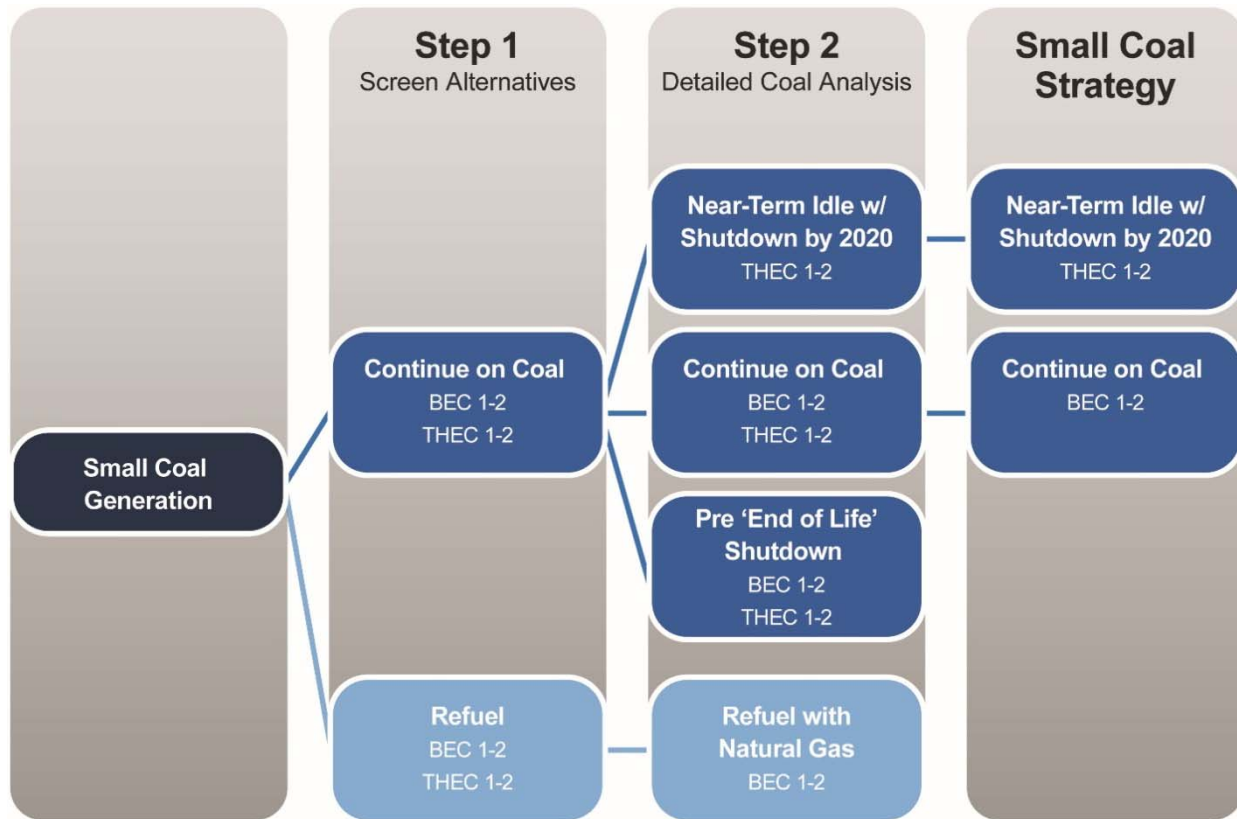 Step 1
Screen Alternatives
Step 2
Detailed Coal Analysis
Small Coal
Strategy
Small Coal
Generation
Continue on Coal
BEC 1-2
THEC 1-2
Refuel
BEC 1-2
THEC 1-2
Near-Term Idle w/
Shutdown by 2020
THEC 1-2
Continue on Coal
BEC 1-2
THEC 1-2
Pre ‘End of Life’
Shutdown
BEC 1-2
THEC 1-2
Refuel with
Natural Gas
BEC 1-2
Near-Term Idle w/
Shutdown by 2020
THEC 1-2
Continue on Coal
BEC 1-2